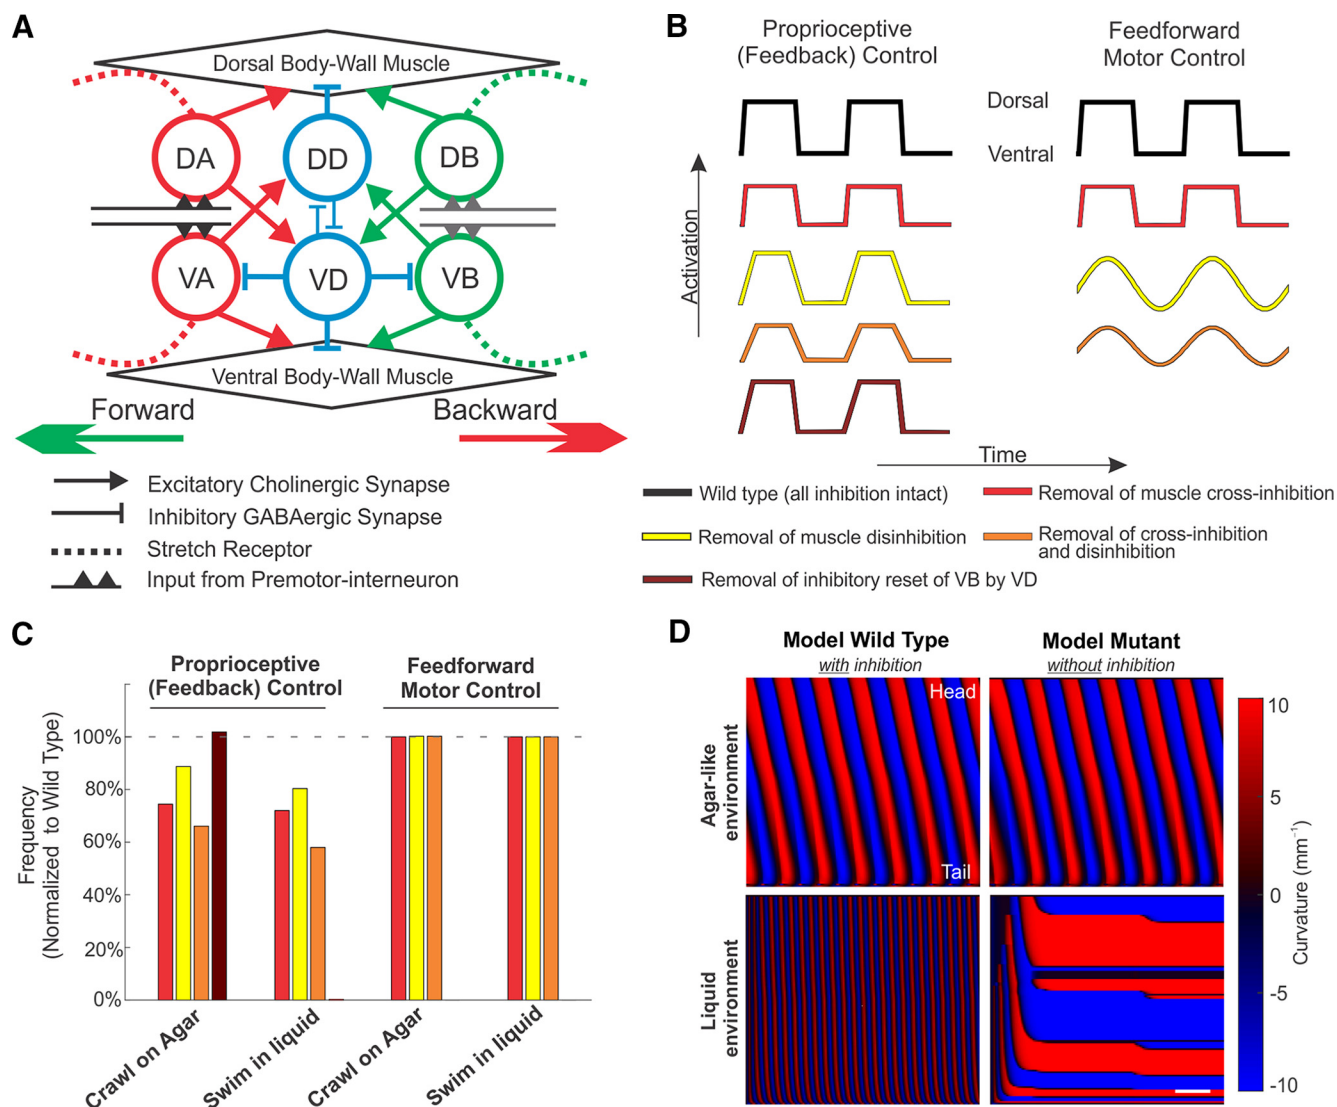 A
Dorsal Body-Wall Muscle
DA
DD
DB
VA
VD
VB
Ventral Body-Wall Muscle
Forward
Backward
Excitatory Cholinergic Synapse
Inhibitory GABAergic Synapse
Stretch Receptor
Input from Premotor-interneuron
B
Proprioceptive
(Feedback) Control
Feedforward
Motor Control
Dorsal
Ventral
Activation
Time
Wild type (all inhibition intact)
Removal of muscle cross-inhibition
Removal of muscle disinhibition
Removal of cross-inhibition
and disinhibition
Removal of inhibitory reset of VB by VD
C
Proprioceptive
(Feedback) Control
Feedforward
Motor Control
Frequency
(Normalized to Wild Type)
100%
80%
60%
40%
20%
0%
Crawl on Agar
Swim in liquid
Crawl on Agar
Swim in liquid
D
Model Wild Type
with inhibition
Model Mutant
without inhibition
Agar-like
environment
Head
Tail
Liquid
environment
10
5
0
-5
-10
Curvature (mm⁻¹)